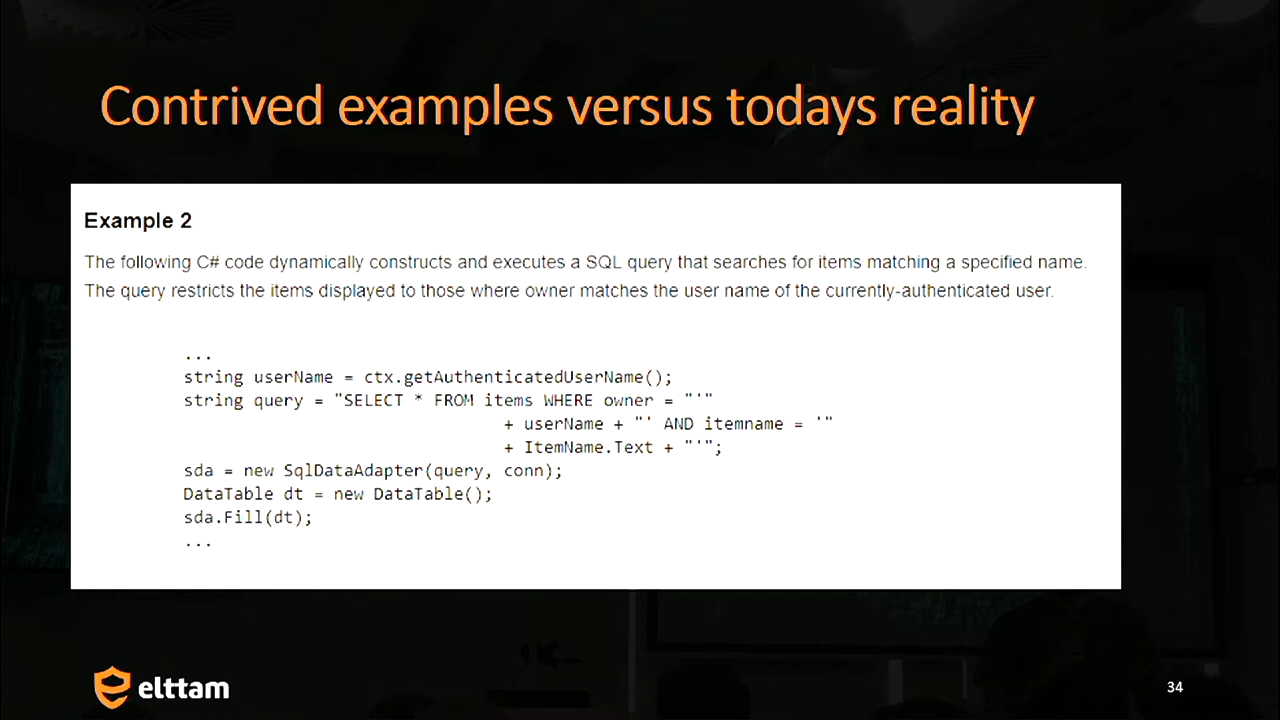 Contrived examples versus todays reality
Example 2
The following C# code dynamically constructs and executes a SQL query that searches for items matching a specified name.
The query restricts the items displayed to those where owner matches the user name of the currently-authenticated user.
...
string userName = ctx.getAuthenticatedUserName();
string query = "SELECT * FROM items WHERE owner = "'"
+ userName + "' AND itemname = '"
+ ItemName.Text + "'";
sda = new SqlDataAdapter(query, conn);
DataTable dt = new DataTable();
sda.Fill(dt);
...
elttam
34